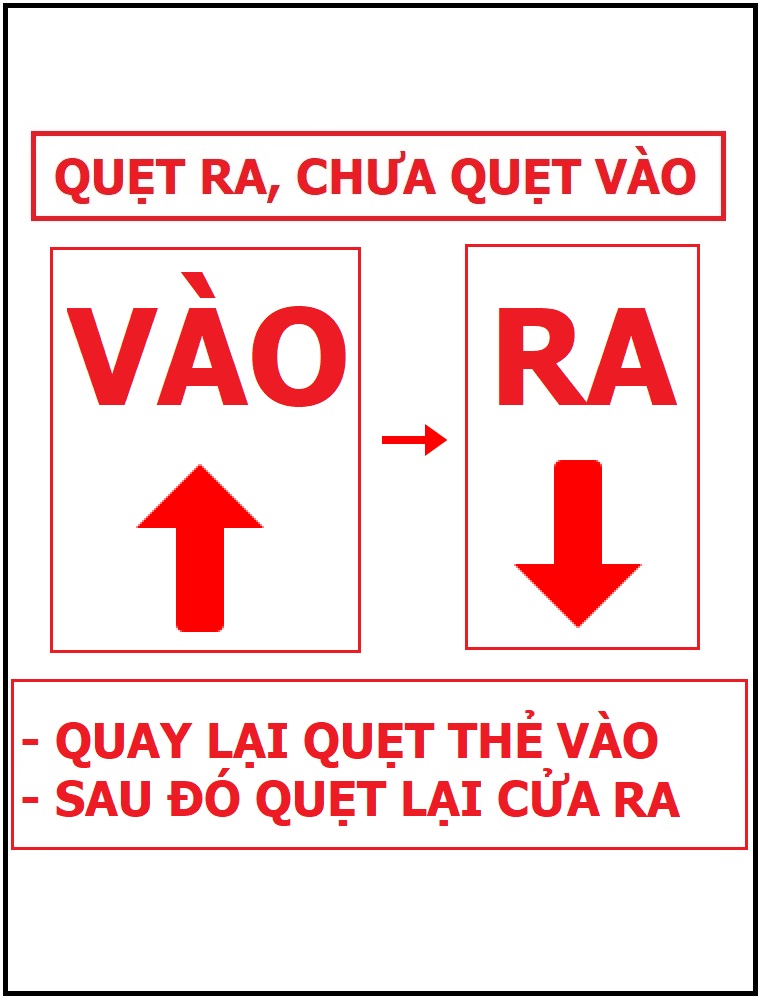 QUẸT RA, CHƯA QUẸT VÀO
VÀO
RA
- QUAY LẠI QUẸT THẺ VÀO
- SAU ĐÓ QUẸT LẠI CỬA RA